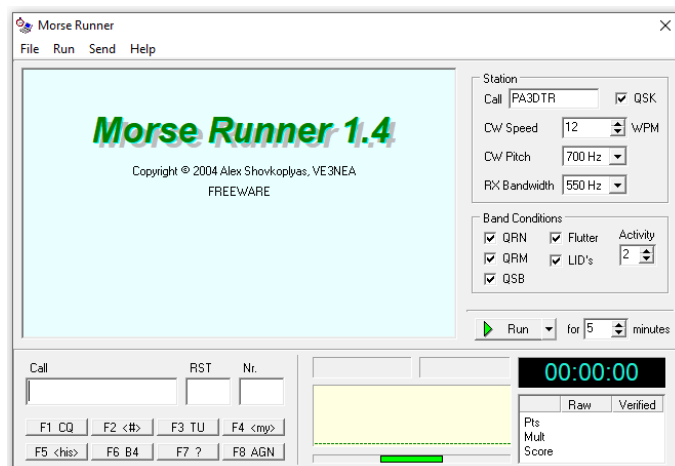 Morse Runner
File Run Send Help
Morse Runner 1.4
Copyright © 2004 Alex Shovkoplyas, VE3NEA
FREEWARE
Station
Call PA3DTR QSK
CW Speed 12 WPM
CW Pitch 700 Hz
RX Bandwidth 550 Hz
Band Conditions
QRN Flutter Activity
QRM LID's 2
QSB
Run for 5 minutes
Call RST Nr.
F1 CQ F2 <#> F3 TU F4 <my>
F5 <his> F6 B4 F7 ? F8 AGN
00:00:00
Raw Verified
Pts
Mult
Score